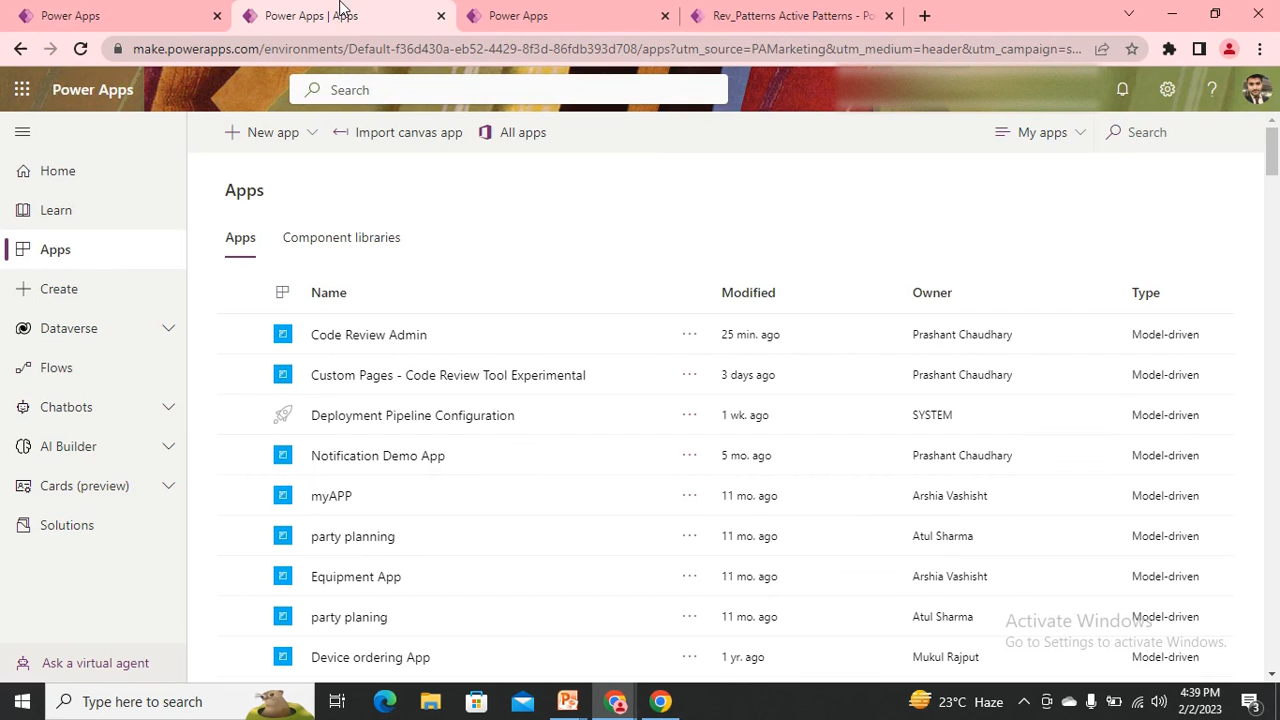 Power Apps
Power Apps | Apps
Power Apps
Rev_Patterns Active Patterns - Po
make.powerapps.com/environments/Default-f36d430a-eb52-4429-8f3d-86fdb393d708/apps?utm_source=PAMarketing&utm_medium=header&utm_campaign=s...
Power Apps
Search
New app
Import canvas app
All apps
My apps
Search
Home
Learn
Apps
Create
Dataverse
Flows
Chatbots
AI Builder
Cards (preview)
Solutions
Ask a virtual agent
Apps
Apps Component libraries
Name Modified Owner Type
Code Review Admin ... 25 min. ago Prashant Chaudhary Model-driven
Custom Pages - Code Review Tool Experimental ... 3 days ago Prashant Chaudhary Model-driven
Deployment Pipeline Configuration ... 1 wk. ago SYSTEM Model-driven
Notification Demo App ... 5 mo. ago Prashant Chaudhary Model-driven
myAPP ... 11 mo. ago Arshia Vashisht Model-driven
party planning ... 11 mo. ago Atul Sharma Model-driven
Equipment App ... 11 mo. ago Arshia Vashisht Model-driven
party planing ... 11 mo. ago Atul Sharma Model-driven
Device ordering App ... 1 yr. ago Mukul Rajput Model-driven
Activate Windows
Go to Settings to activate Windows.
Type here to search
23°C Haze
4:39 PM
2/2/2023
3